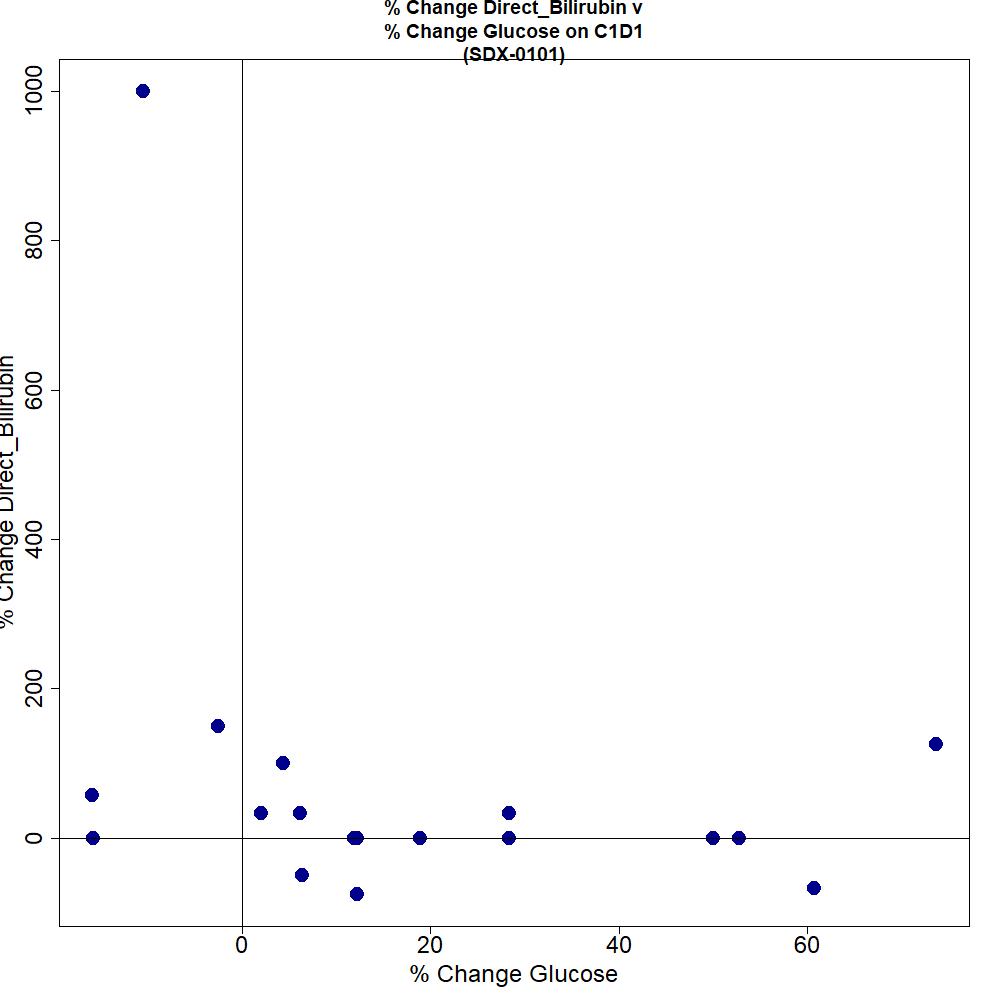 % Change Direct_Bilirubin v
% Change Glucose on C1D1
(SDX-0101)
1000
800
600
400
200
0
% Change Direct_Bilirubin
0 20 40 60
% Change Glucose